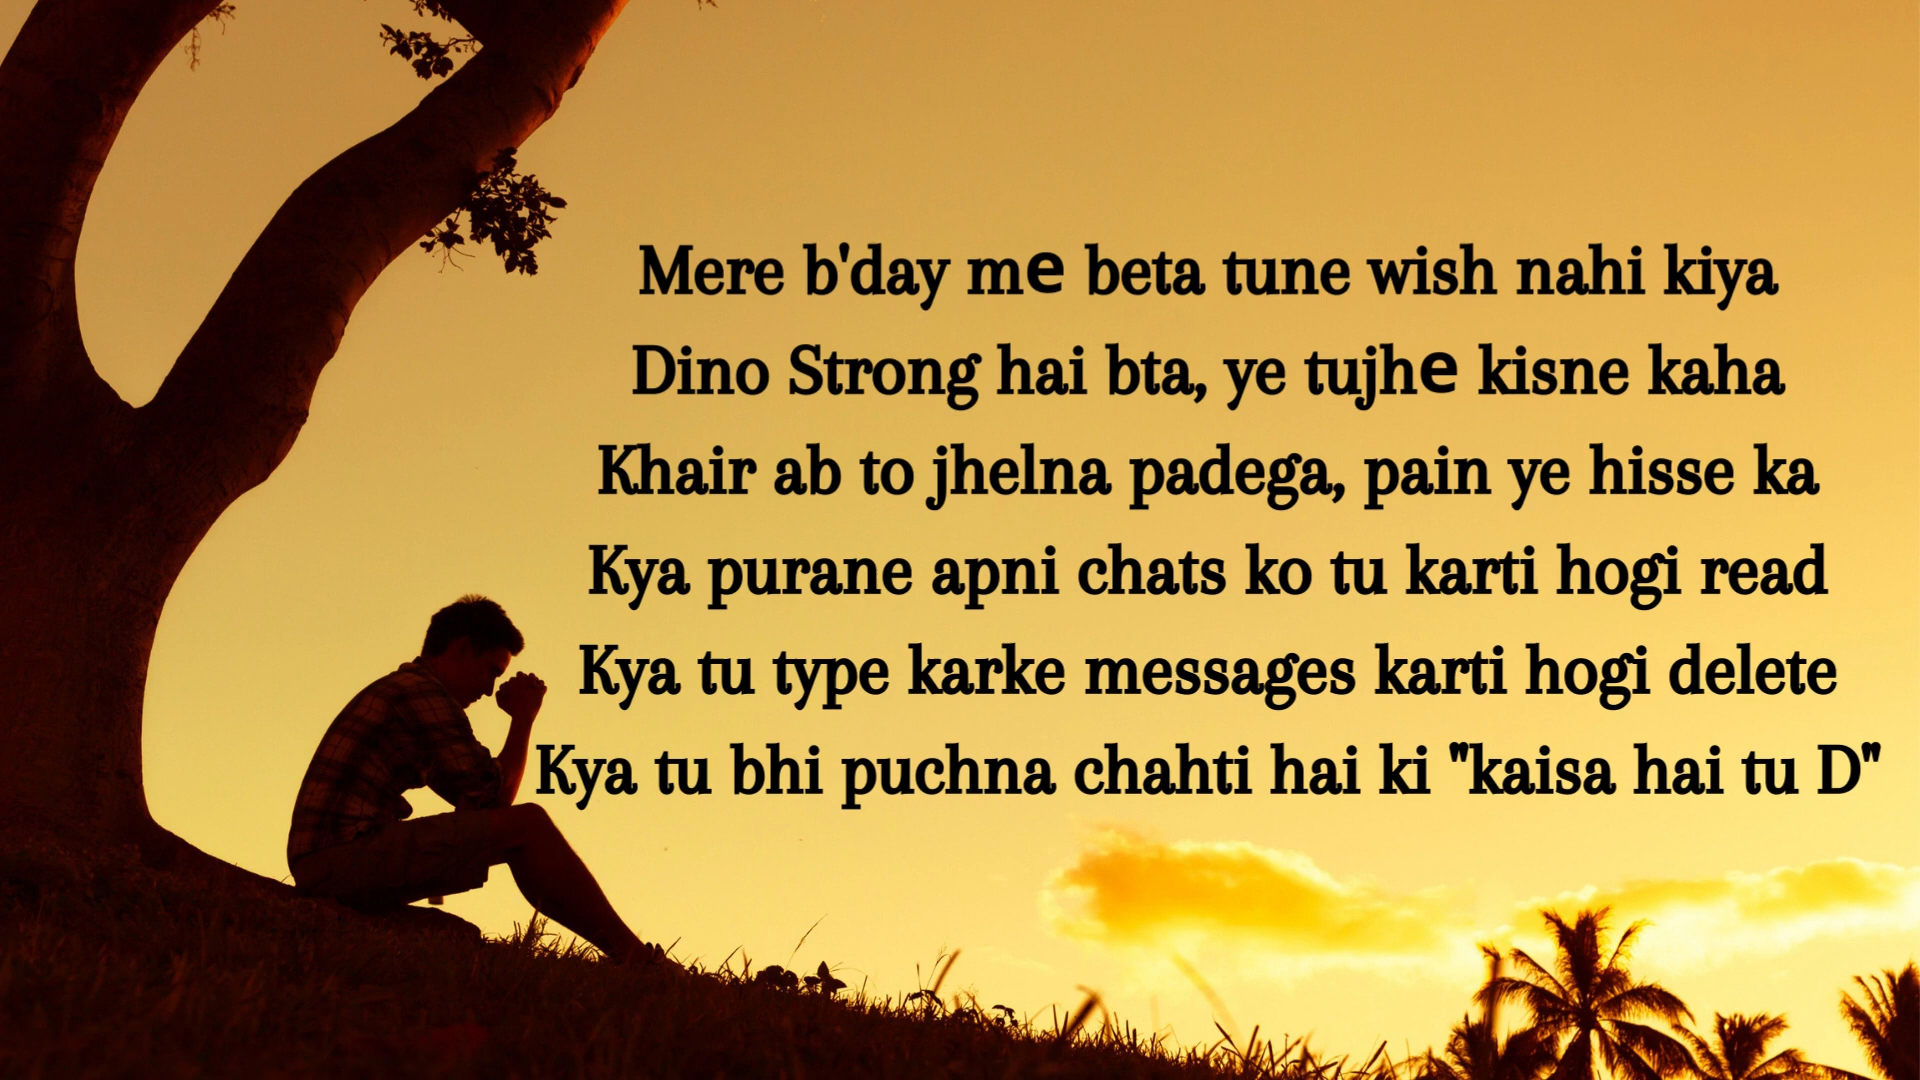 Mere b'day me beta tune wish nahi kiya
Dino Strong hai bta, ye tujhe kisne kaha
Khair ab to jhelna padega, pain ye hisse ka
Kya purane apni chats ko tu karti hogi read
Kya tu type karke messages karti hogi delete
Kya tu bhi puchna chahti hai ki "kaisa hai tu D"